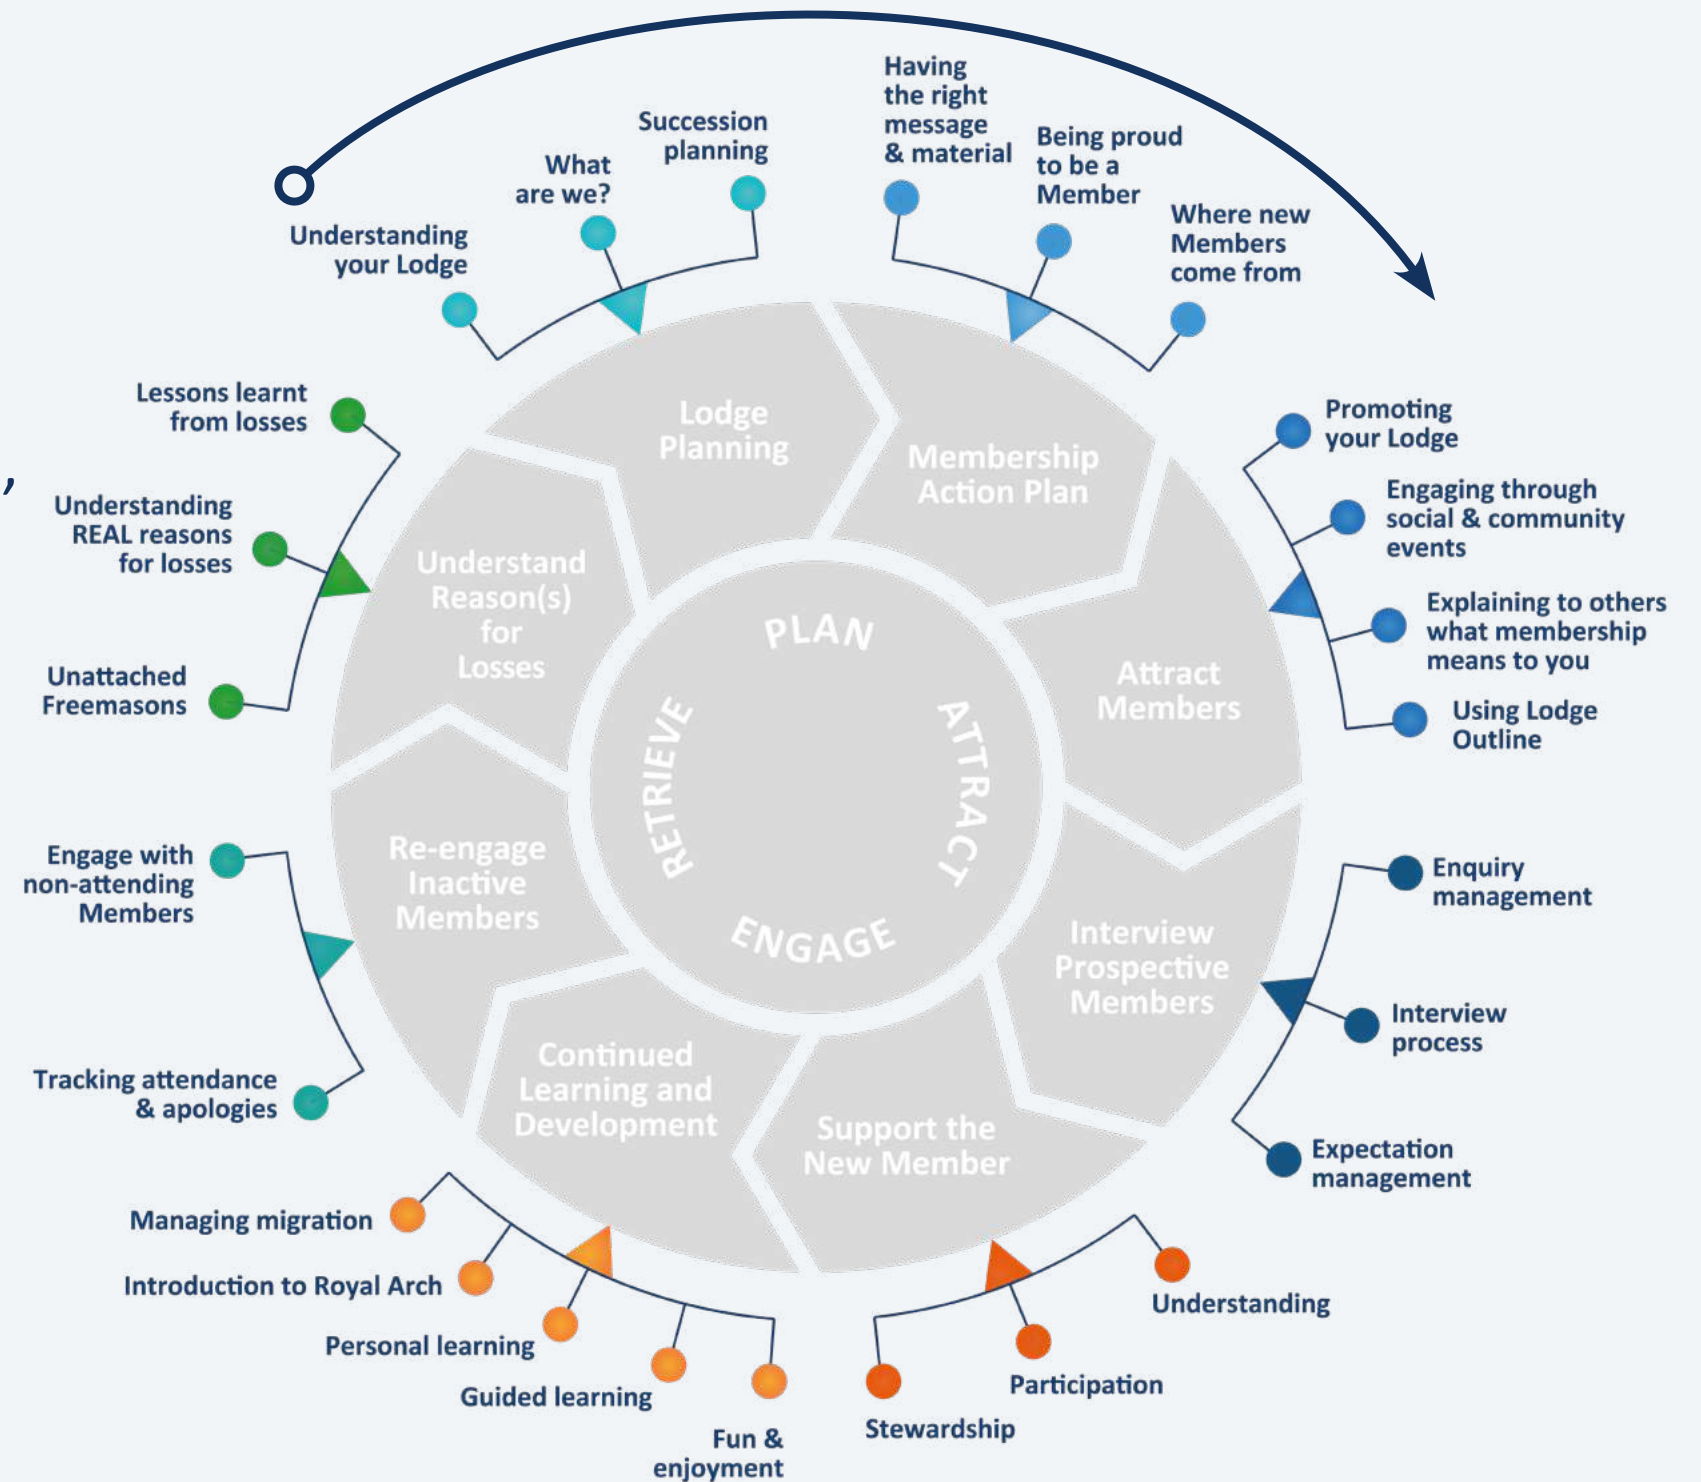 Having
the right
message
& material
Being proud
to be a
Member
Where new
Members
come from
Promoting
your Lodge
Engaging through
social & community
events
Explaining to others
what membership
means to you
Using Lodge
Outline
Enquiry
management
Interview
process
Expectation
management
Understanding
Participation
Stewardship
Fun &
enjoyment
Guided learning
Personal learning
Introduction to Royal Arch
Managing migration
Tracking attendance
& apologies
Engage with
non-attending
Members
Unattached
Freemasons
Understanding
REAL reasons
for losses
Lessons learnt
from losses
Understanding
your Lodge
What
are we?
Succession
planning
,
Lodge
Planning
Membership
Action Plan
Attract
Members
Interview
Prospective
Members
Support the
New Member
Continued
Learning and
Development
Re-engage
Inactive
Members
Understand
Reason(s)
for
Losses
PLAN
ATTRACT
ENGAGE
RETRIEVE